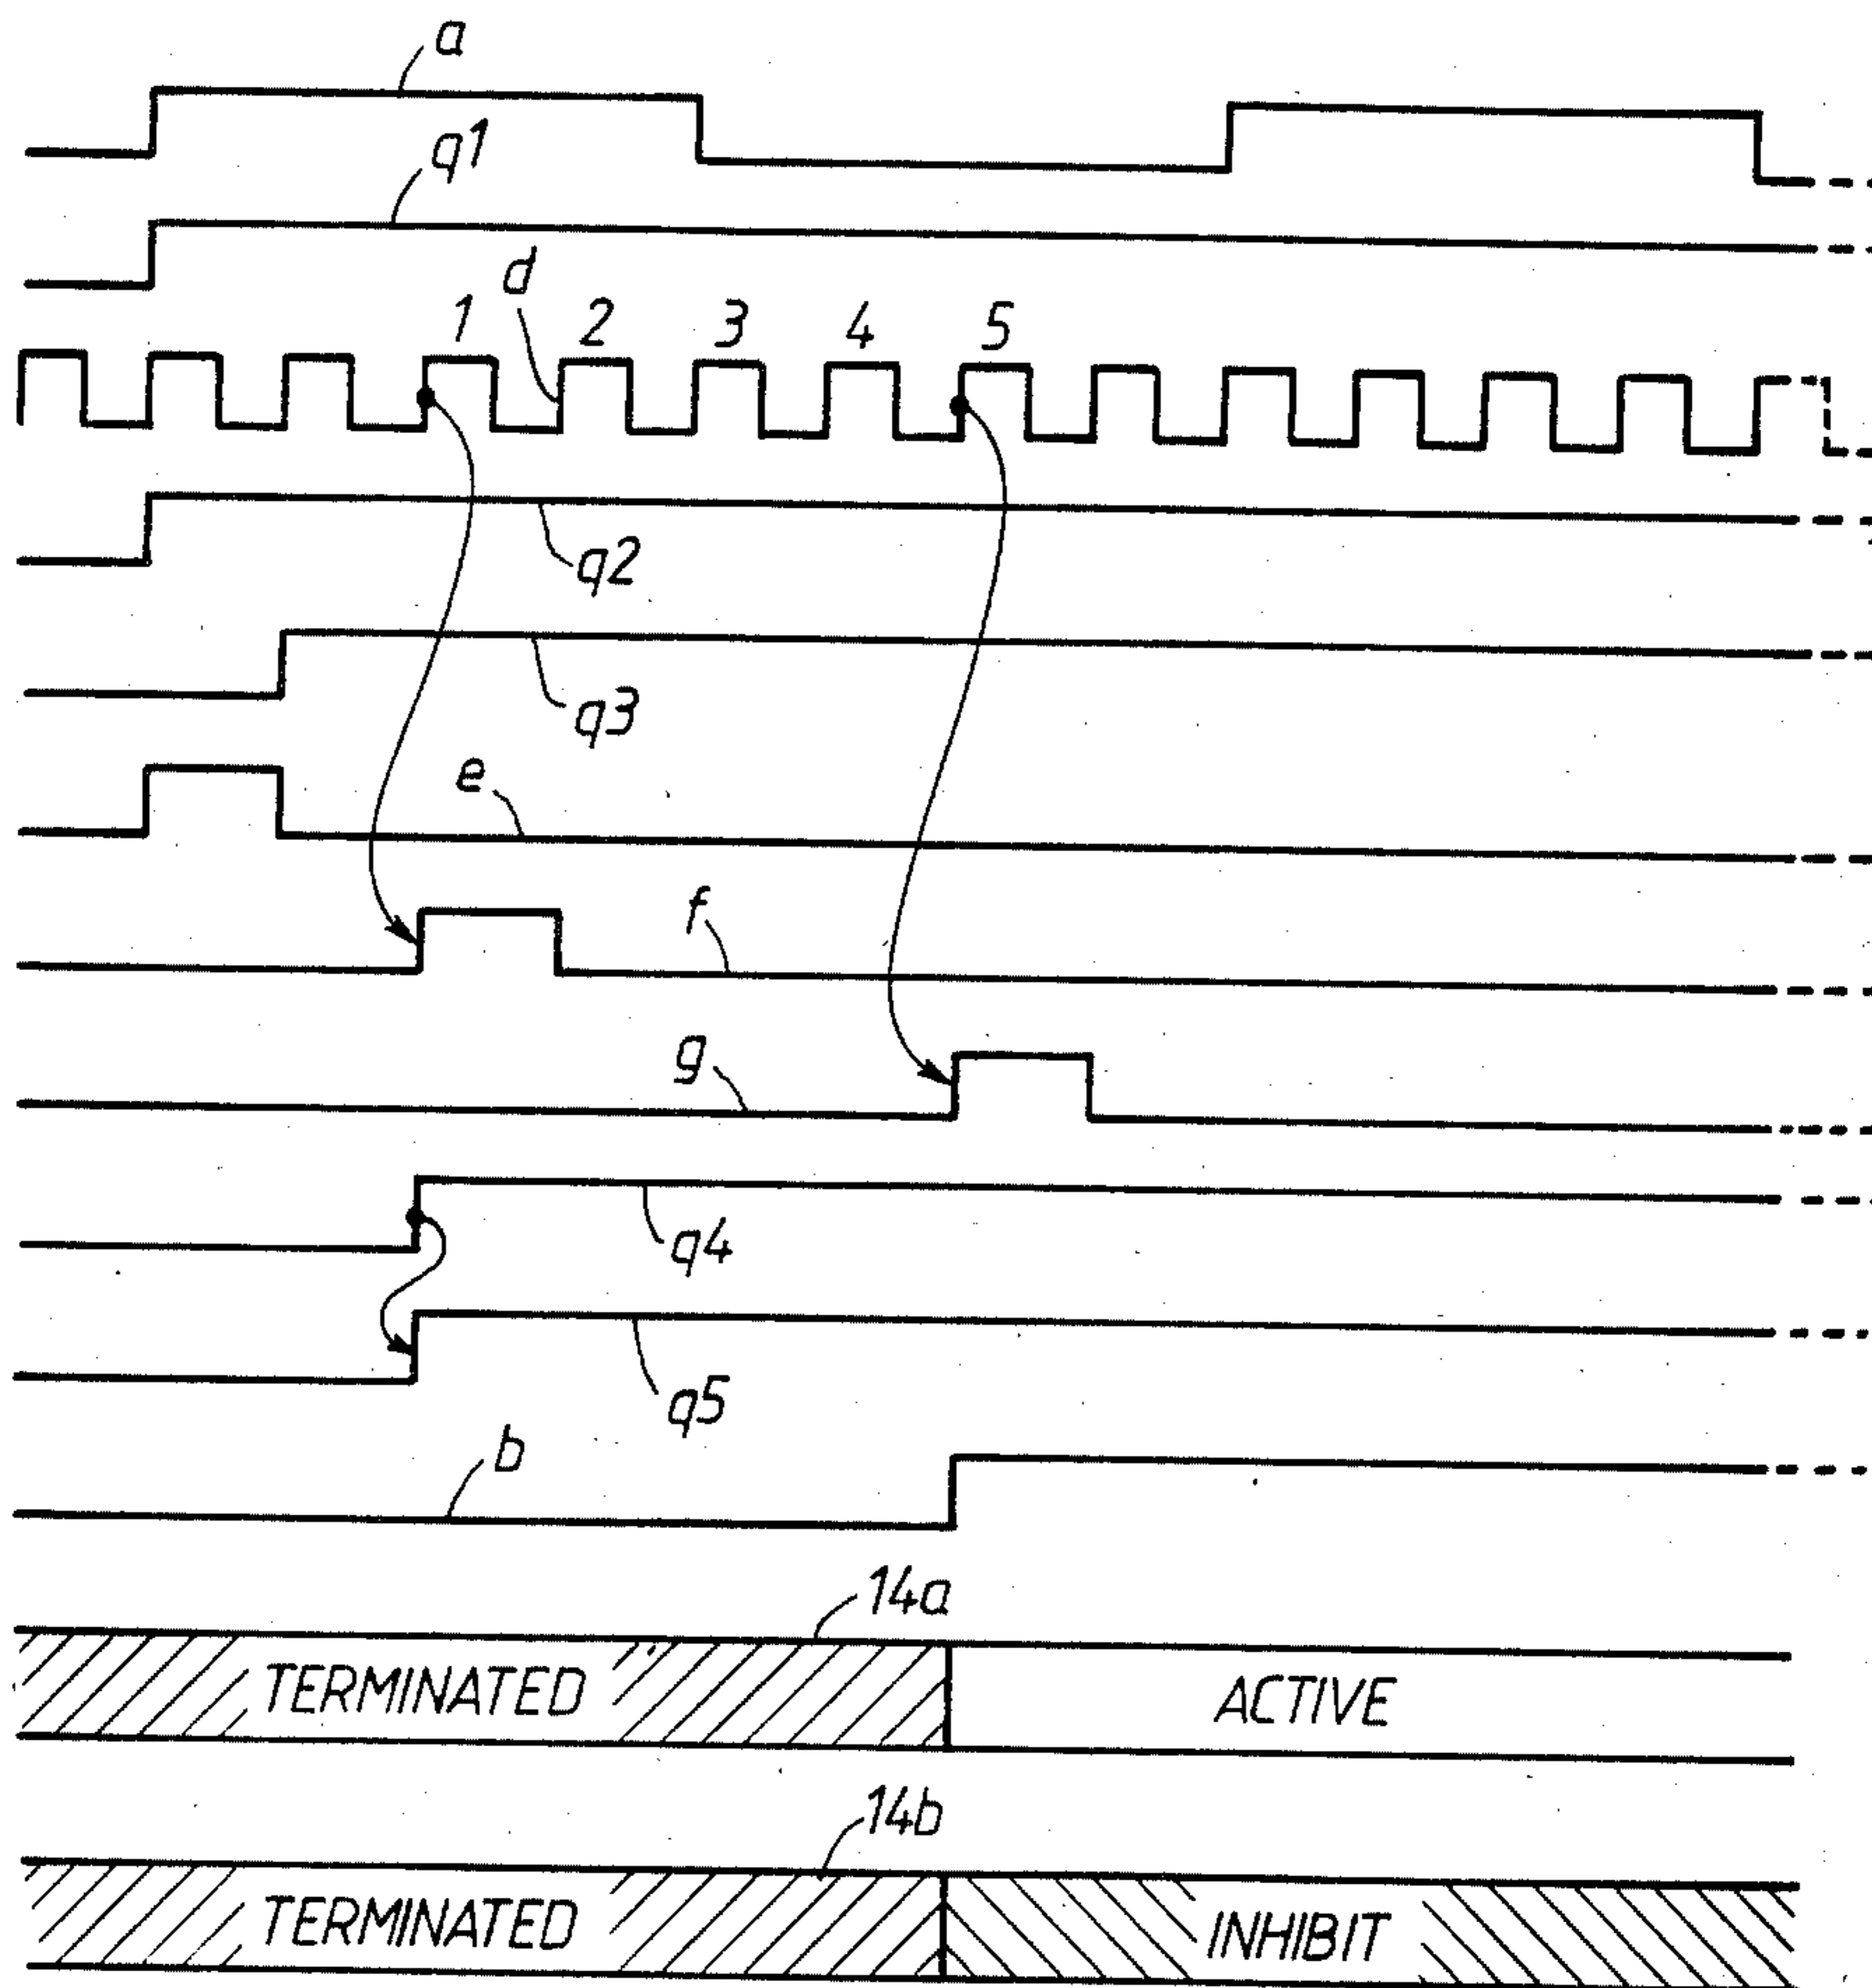 a
q1
d
1 2 3 4 5
q2
q3
e
f
g
q4
q5
b
14a
TERMINATED ACTIVE
14b
TERMINATED INHIBIT